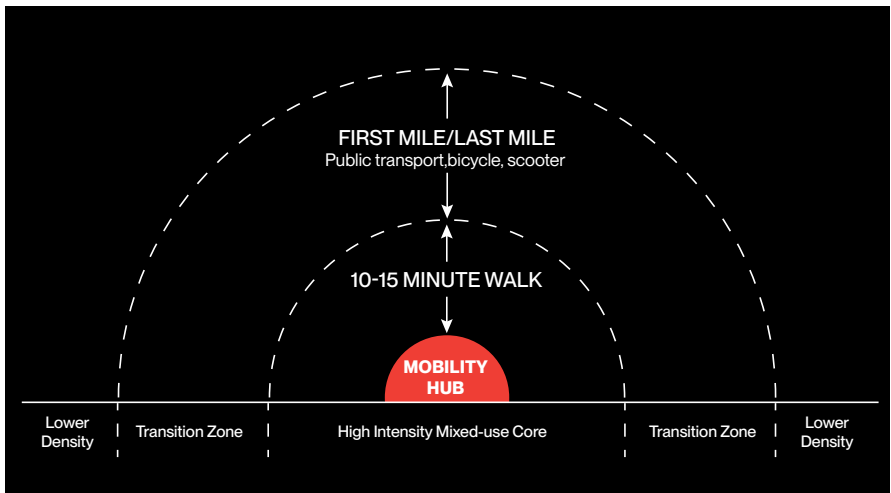 FIRST MILE/LAST MILE
Public transport,bicycle, scooter
10-15 MINUTE WALK
MOBILITY
HUB
Lower
Density
Transition Zone
High Intensity Mixed-use Core
Transition Zone
Lower
Density